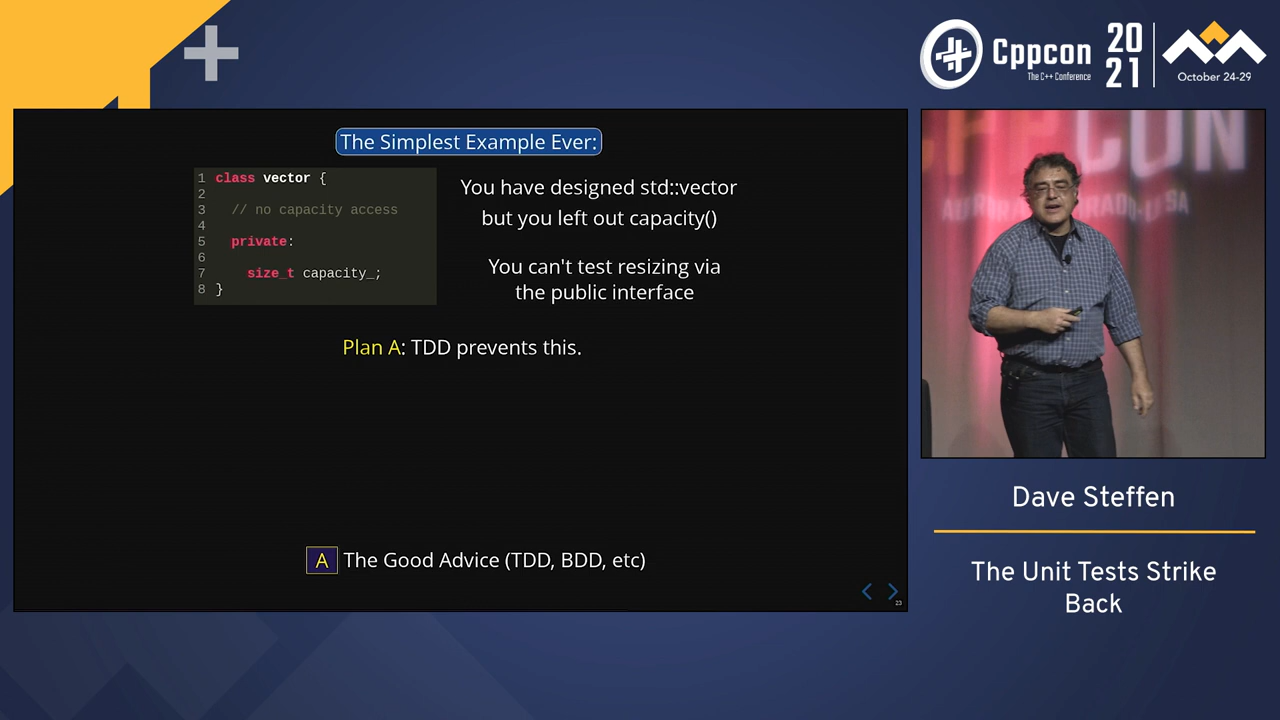 Cppcon
The C++ Conference
20
21
October 24-29
The Simplest Example Ever:
1 class vector {
2
3 // no capacity access
4
5 private:
6
7 size_t capacity_;
8 }
You have designed std::vector
but you left out capacity()
You can't test resizing via
the public interface
Plan A: TDD prevents this.
A The Good Advice (TDD, BDD, etc)
23
Dave Steffen
The Unit Tests Strike
Back